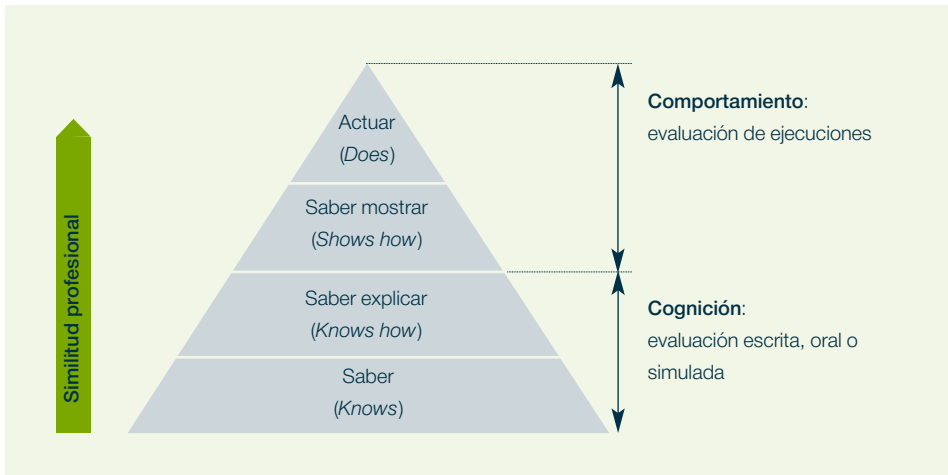 Similitud profesional
Actuar
(Does)
Saber mostrar
(Shows how)
Saber explicar
(Knows how)
Saber
(Knows)
Comportamiento:
evaluación de ejecuciones
Cognición:
evaluación escrita, oral o
simulada